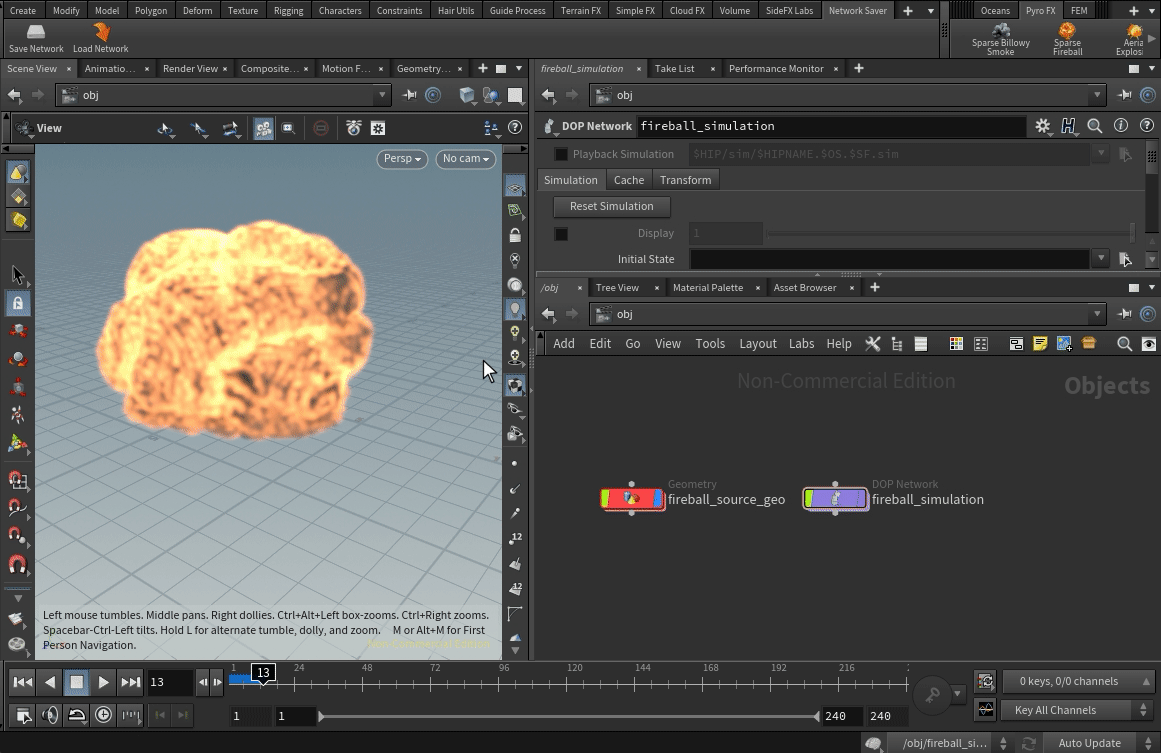 Create Modify Model Polygon Deform Texture Rigging Characters Constraints Hair Utils Guide Process Terrain FX Simple FX Cloud FX Volume SideFX Labs Network Saver Oceans Pyro FX FEM
Save Network Load Network Sparse Billowy Smoke Sparse Fireball
Scene View Animatio... Render View Composite... Motion F... Geometry... fireball_simulation Take List Performance Monitor
obj obj
View DOP Network fireball_simulation
Persp No cam Playback Simulation $HIP/sim/$HIPNAME.$OS.$SF.sim
Simulation Cache Transform
Reset Simulation
Display 1
Initial State
/obj Tree View Material Palette Asset Browser
obj
Add Edit Go View Tools Layout Labs Help
Non-Commercial Edition Objects
Geometry
fireball_source_geo
DOP Network
fireball_simulation
12
12
Left mouse tumbles. Middle pans. Right dollies. Ctrl+Alt+Left box-zooms. Ctrl+Right zooms.
Spacebar-Ctrl-Left tilts. Hold L for alternate tumble, dolly, and zoom. M or Alt+M for First
Person Navigation. Non-Commercial Edition
13 1 13 24 48 72 96 120 144 168 192 216 0 keys, 0/0 channels
1 1 240 240 Key All Channels
/obj/fireball_si... Auto Update